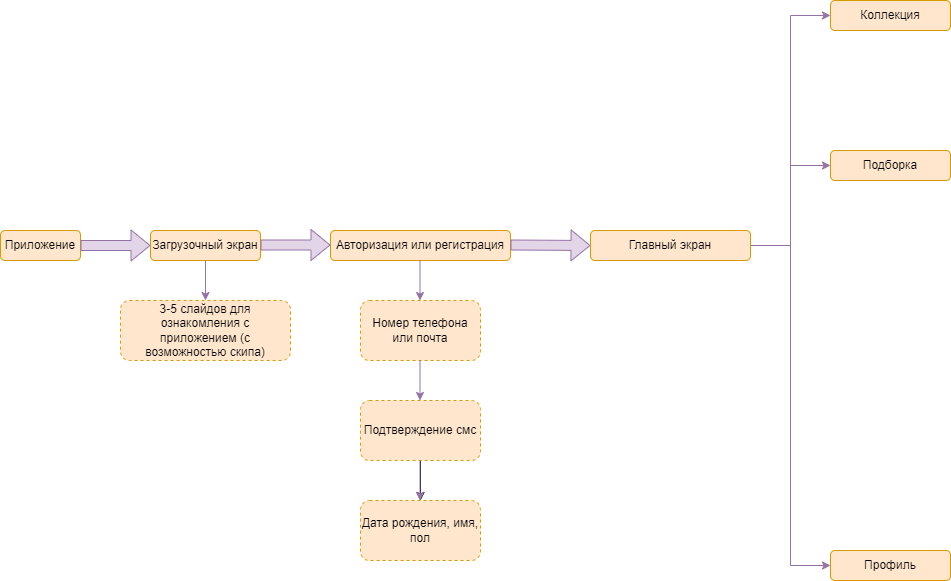 Коллекция
Подборка
Приложение
Загрузочный экран
Авторизация или регистрация
Главный экран
3-5 слайдов для
ознакомления с
приложением (с
возможностью скипа)
Номер телефона
или почта
Подтверждение смс
Дата рождения, имя,
пол
Профиль